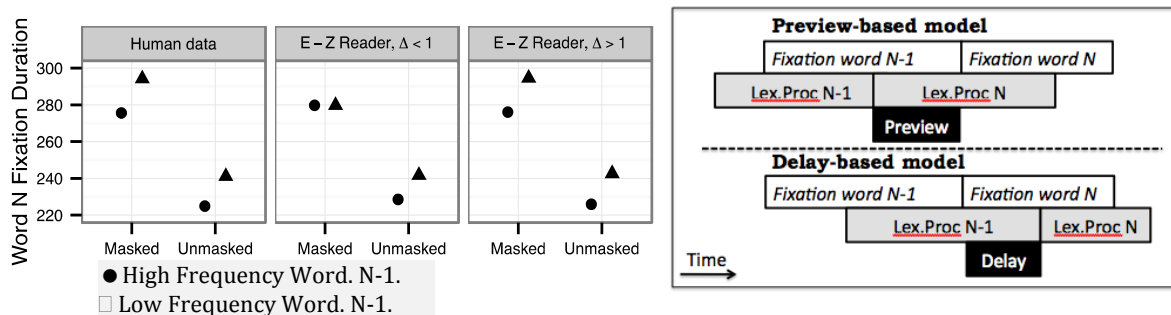 Human data
E – Z Reader, Δ < 1
E – Z Reader, Δ > 1
Word N Fixation Duration
300
280
260
240
220
Masked Unmasked
Masked Unmasked
Masked Unmasked
● High Frequency Word. N-1.
□ Low Frequency Word. N-1.
Preview-based model
Fixation word N-1 Fixation word N
Lex.Proc N-1 Lex.Proc N
Preview
Delay-based model
Fixation word N-1 Fixation word N
Lex.Proc N-1 Lex.Proc N
Time
Delay